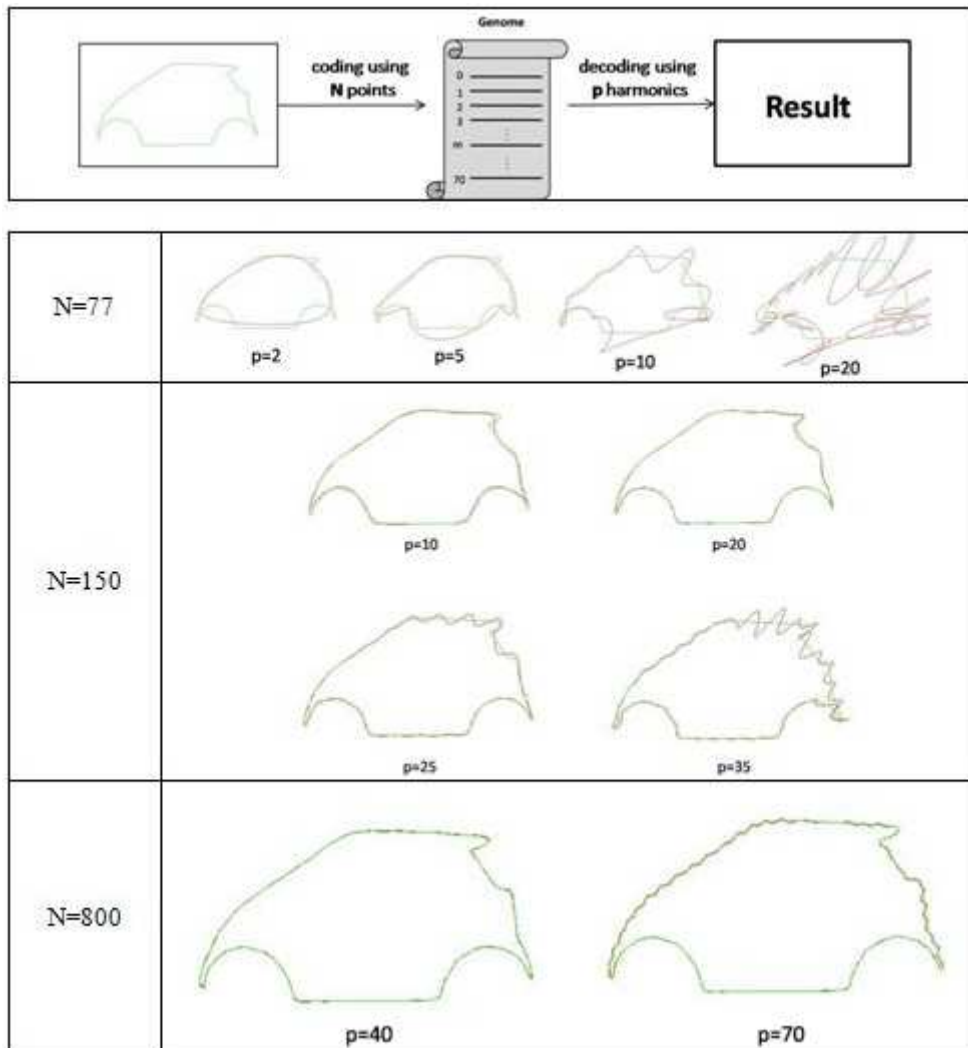 Genome
coding using
N points
0
1
2
3
⋮
m
⋮
70
decoding using
p harmonics
Result
N=77
p=2
p=5
p=10
p=20
N=150
p=10
p=20
p=25
p=35
N=800
p=40
p=70